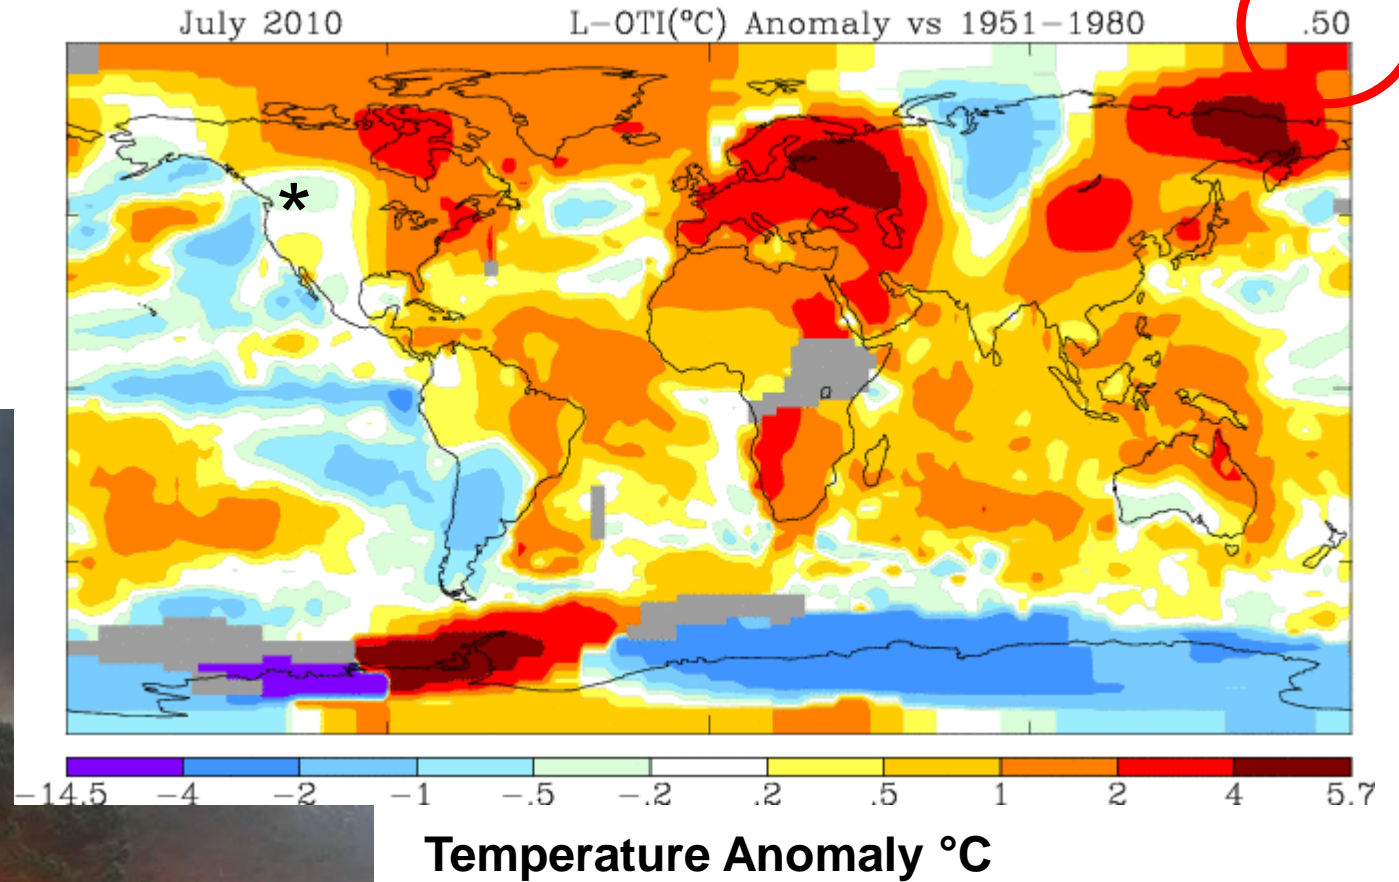 July 2010 L-OTI(°C) Anomaly vs 1951-1980 .50
*
-14.5 -4 -2 -1 -.5 -.2 .2 .5 1 2 4 5.7
Temperature Anomaly °C